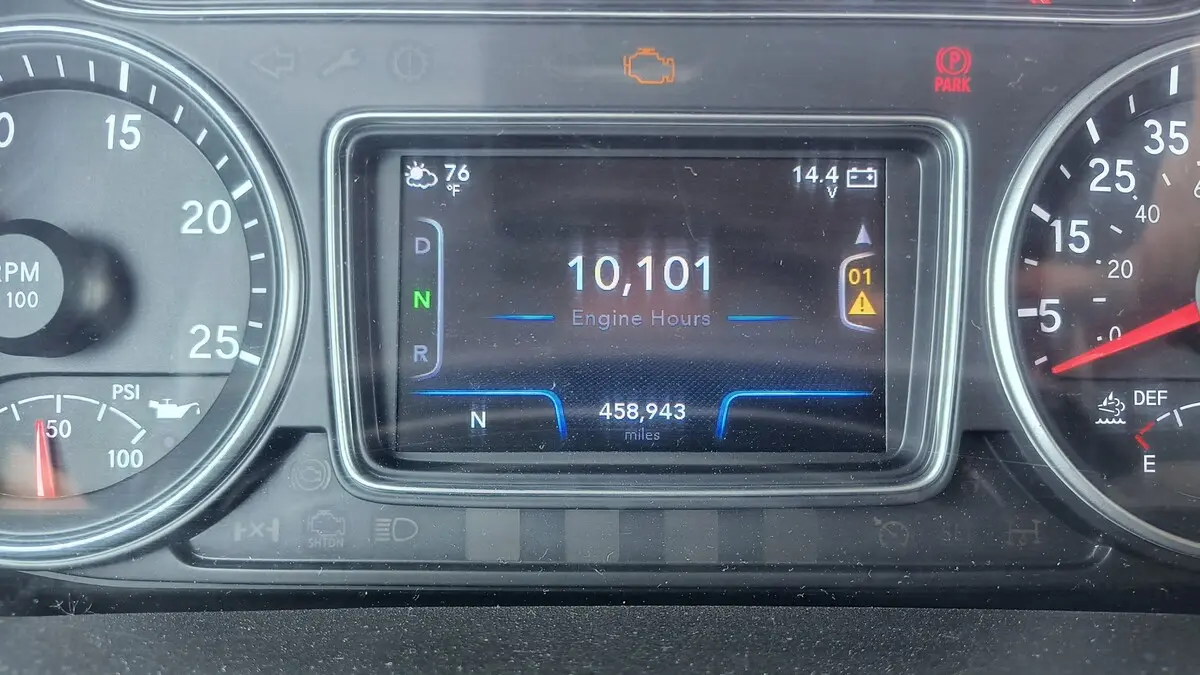 PARK
15
20
25
RPM
100
PSI
50
100
76
°F
14.4
V
D
N
R
10,101
Engine Hours
01
N
458,943
miles
35
25
15
5
40
20
0
DEF
E
SHTDN